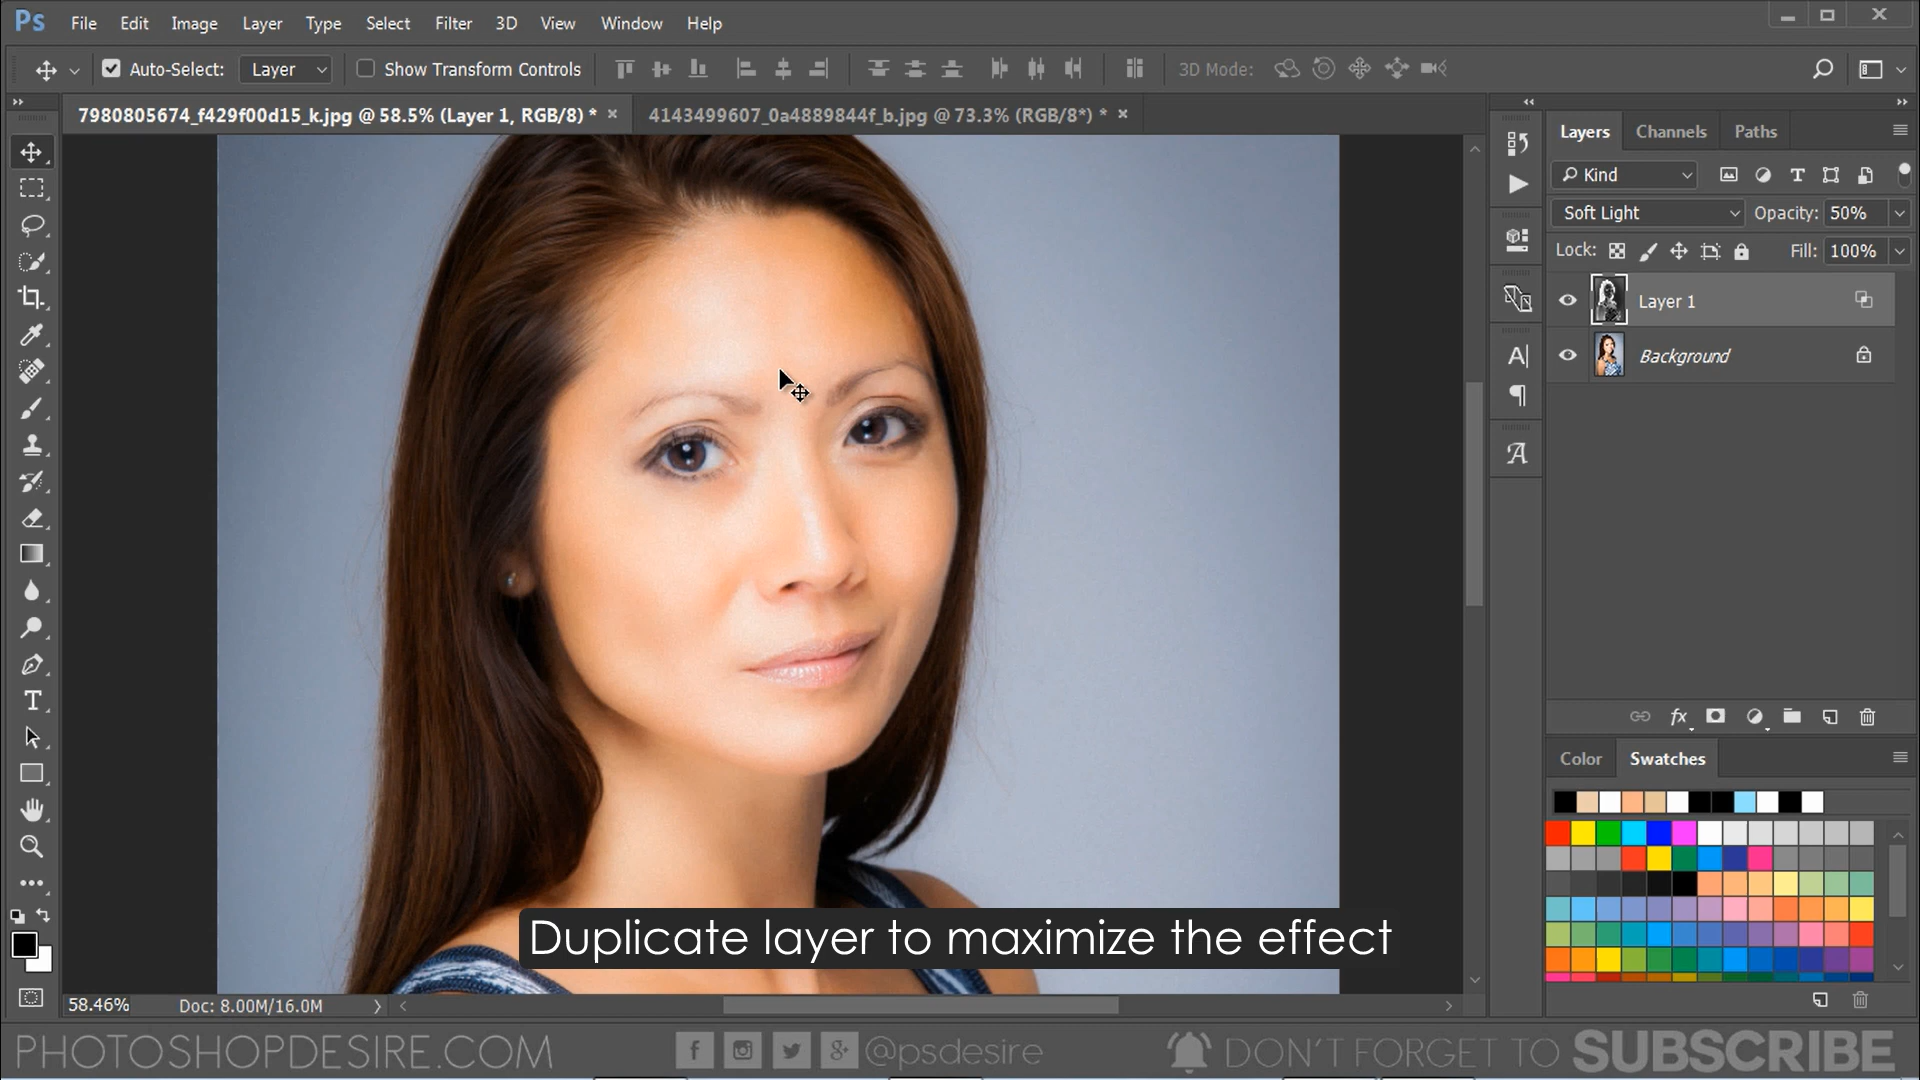 Ps File Edit Image Layer Type Select Filter 3D View Window Help
Auto-Select: Layer Show Transform Controls 3D Mode:
7980805674_f429f00d15_k.jpg @ 58.5% (Layer 1, RGB/8) * × 4143499607_0a4889844f_b.jpg @ 73.3% (RGB/8*) * ×
Layers Channels Paths
Kind
Soft Light Opacity: 50%
Lock: Fill: 100%
Layer 1
Background
fx
Color Swatches
Duplicate layer to maximize the effect
58.46% Doc: 8.00M/16.0M
PHOTOSHOPDESIRE.COM @psdesire DON'T FORGET TO SUBSCRIBE